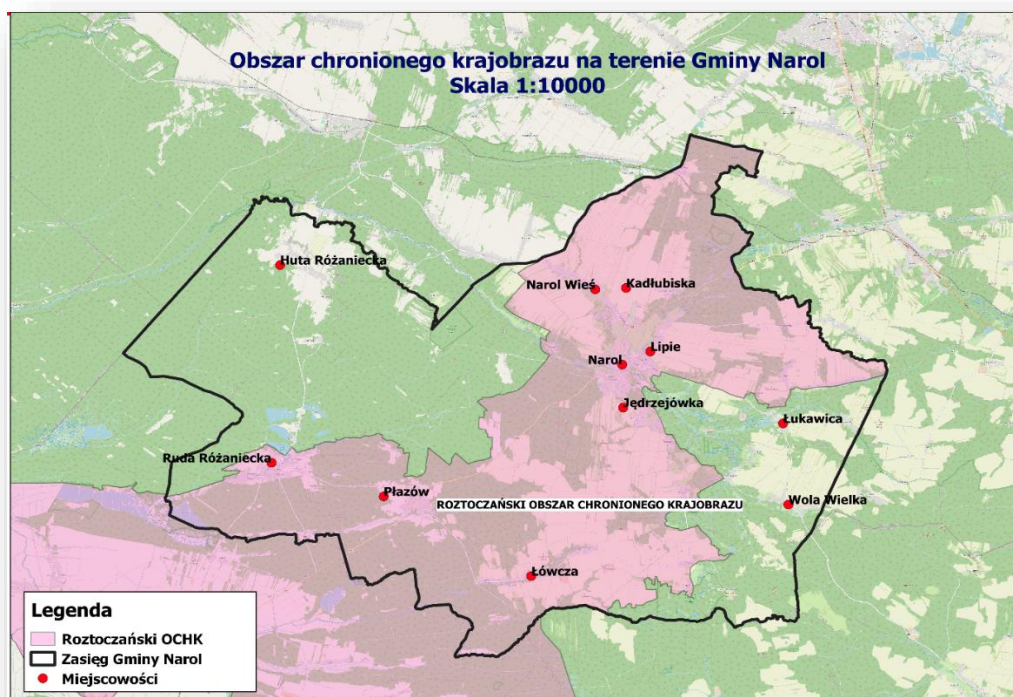 Obszar chronionego krajobrazu na terenie Gminy Narol
Skala 1:10000
Huta Różaniecka
Narol Wieś
Kadłubiska
Lipie
Narol
Jędrzejówka
Łukawica
Ruda Różaniecka
Płazów
ROZTOCZAŃSKI OBSZAR CHRONIONEGO KRAJOBRAZU
Wola Wielka
Łówcza
Legenda
Roztoczański OCHK
Zasięg Gminy Narol
Miejscowości